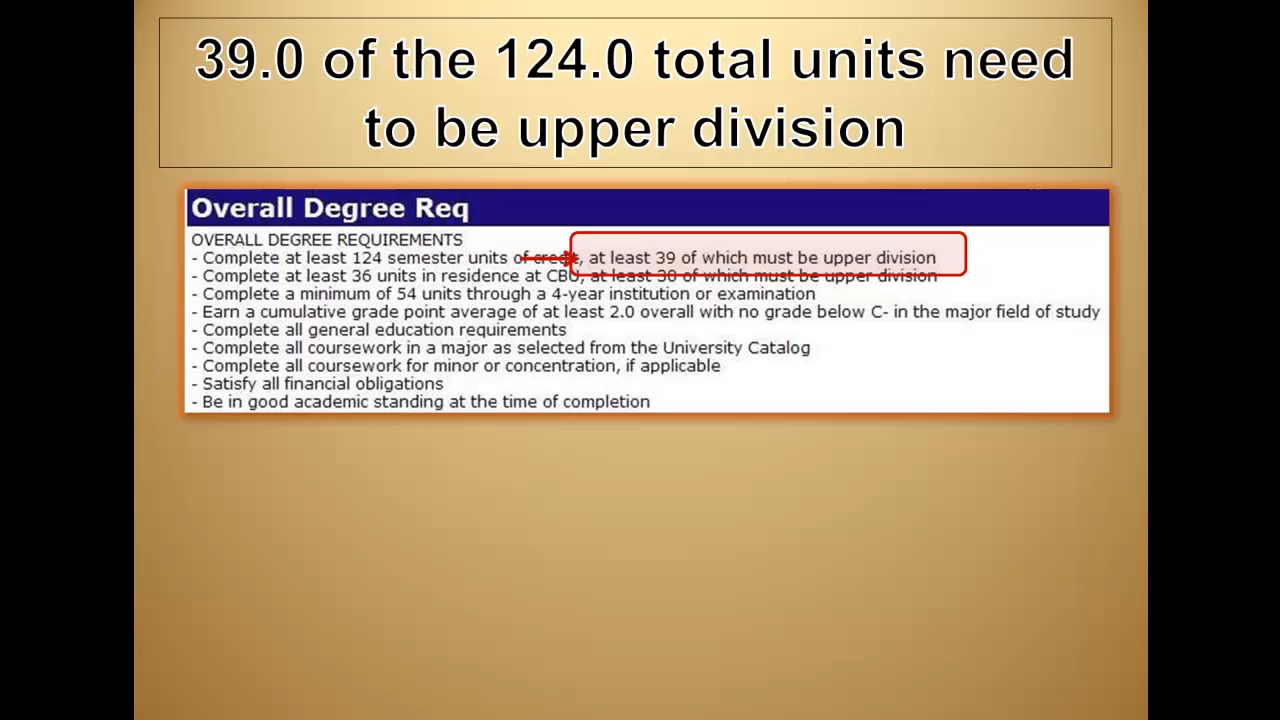 39.0 of the 124.0 total units need
to be upper division
Overall Degree Req
OVERALL DEGREE REQUIREMENTS
- Complete at least 124 semester units of credit, at least 39 of which must be upper division
- Complete at least 36 units in residence at CBU, at least 30 of which must be upper division
- Complete a minimum of 54 units through a 4-year institution or examination
- Earn a cumulative grade point average of at least 2.0 overall with no grade below C- in the major field of study
- Complete all general education requirements
- Complete all coursework in a major as selected from the University Catalog
- Complete all coursework for minor or concentration, if applicable
- Satisfy all financial obligations
- Be in good academic standing at the time of completion